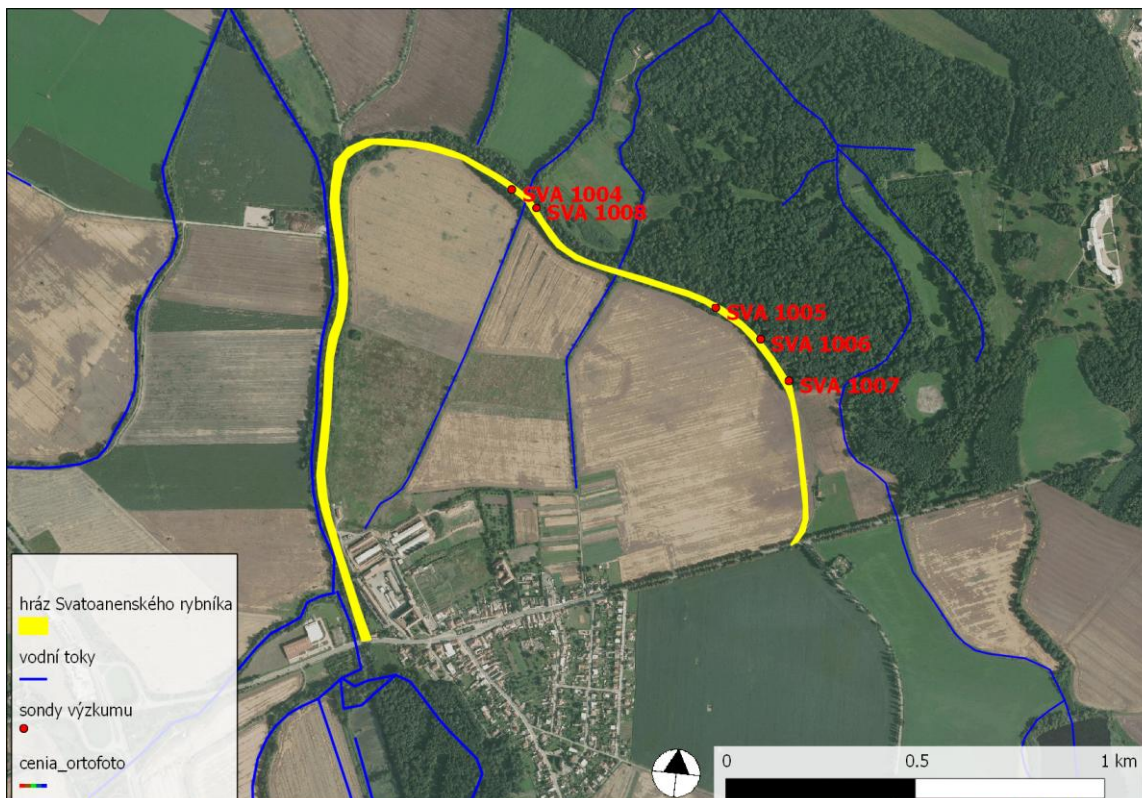 SVA 1004
SVA 1008
SVA 1005
SVA 1006
SVA 1007
hráz Svatoanenského rybníka
vodní toky
sondy výzkumu
cenia_ortofoto
0 0.5 1 km